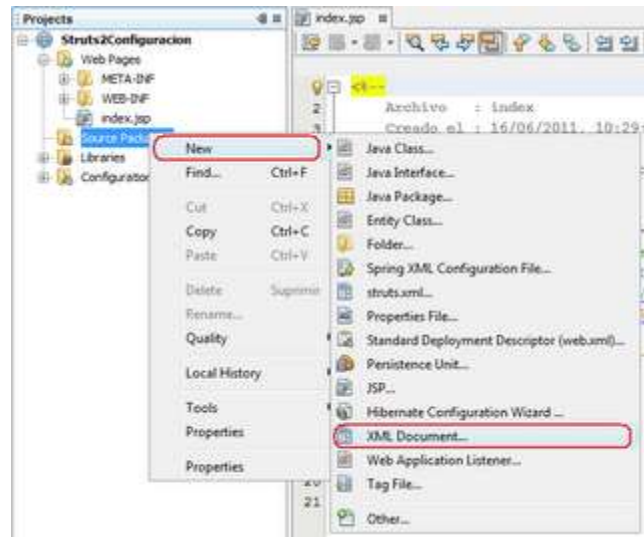 Projects
Struts2Configuracion
Web Pages
META-INF
WEB-INF
index.jsp
Source
Libraries
index.jsp
<!--
2
Archivo : index
3
Creado el : 16/06/2011, 10:29:
New
Find... Ctrl+F
Cut Ctrl+X
Copy Ctrl+C
Paste Ctrl+V
Delete
Rename...
Quality
Local History
Tools
Properties
Properties
Java Class...
Java Interface...
Java Package...
Entity Class...
Folder...
Spring XML Configuration File...
struts.xml...
Properties File...
Standard Deployment Descriptor (web.xml)...
Persistence Unit...
JSP...
Hibernate Configuration Wizard ...
XML Document...
Web Application Listener...
Tag File...
Other...
21